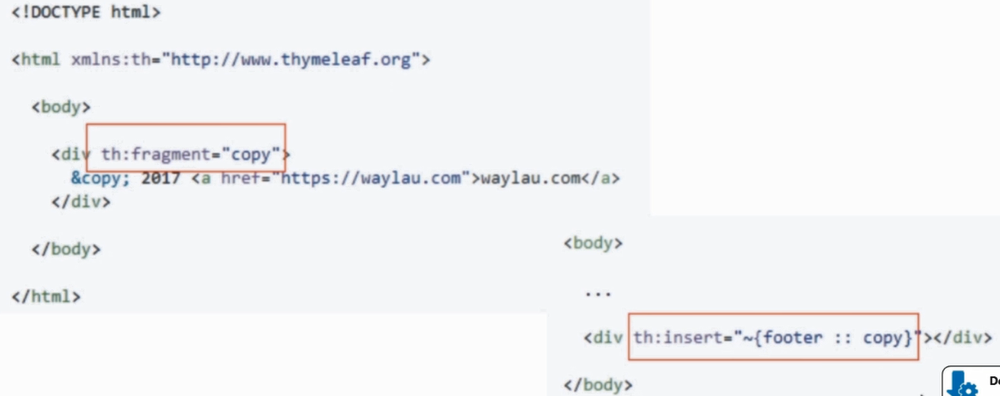 <!DOCTYPE html>
<html xmlns:th="http://www.thymeleaf.org">
<body>
<div th:fragment="copy">
&copy; 2017 <a href="https://waylau.com">waylau.com</a>
</div>
</body>
</html>
<body>
...
<div th:insert="~{footer :: copy}"></div>
</body>